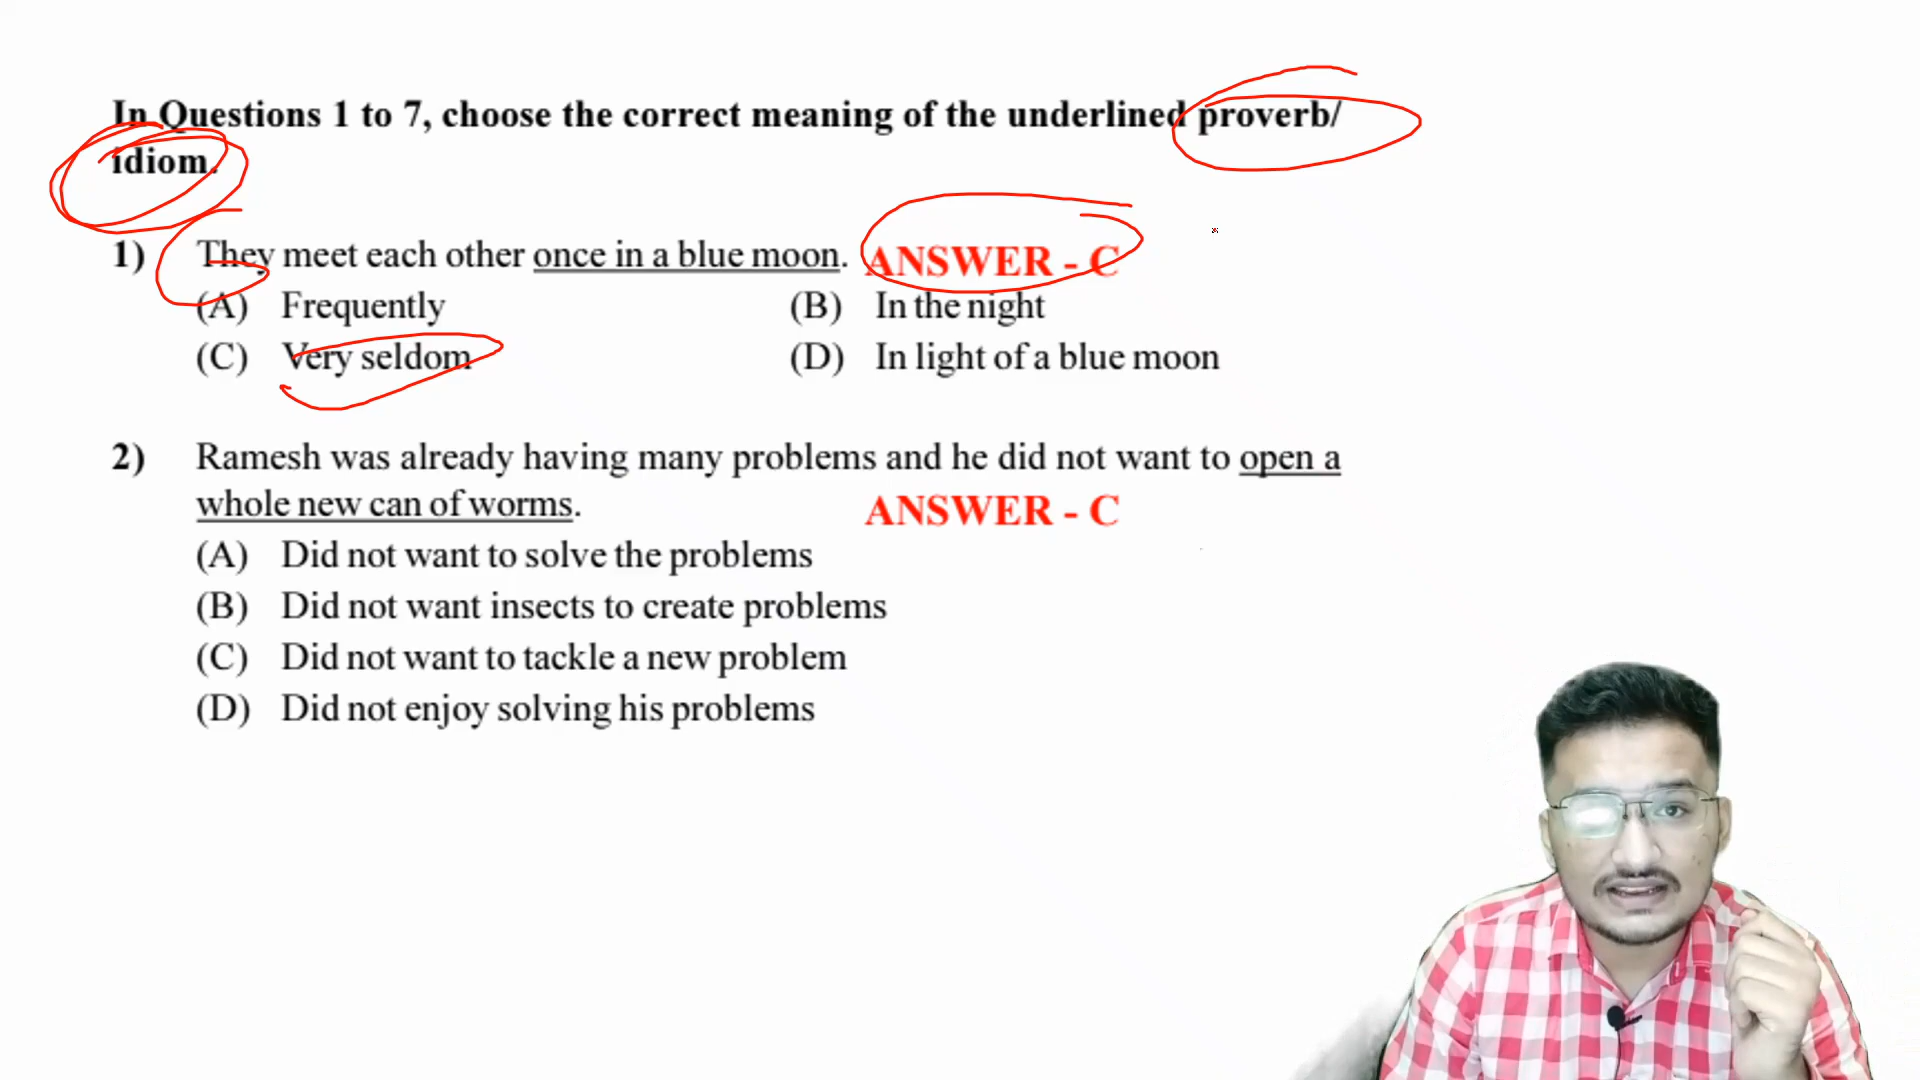 In Questions 1 to 7, choose the correct meaning of the underlined proverb/
idiom.
1) They meet each other once in a blue moon. ANSWER - C
(A) Frequently (B) In the night
(C) Very seldom (D) In light of a blue moon
2) Ramesh was already having many problems and he did not want to open a
whole new can of worms. ANSWER - C
(A) Did not want to solve the problems
(B) Did not want insects to create problems
(C) Did not want to tackle a new problem
(D) Did not enjoy solving his problems